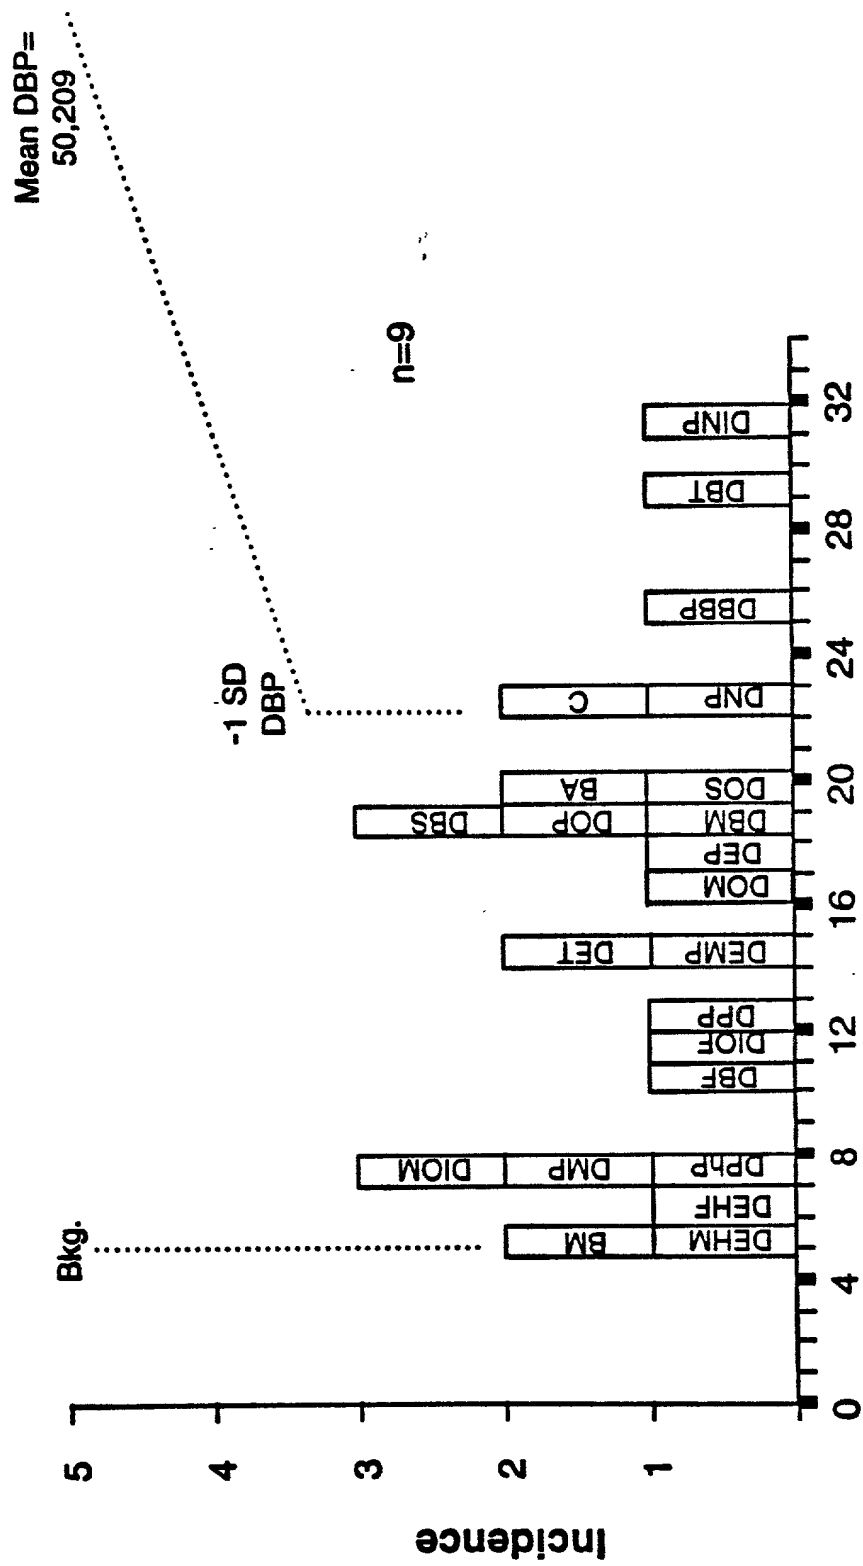 Mean DBP=
50,209
-1 SD
DBP
Bkg.
n=9
Incidence
5
4
3
2
1
0
4
8
12
16
20
24
28
32
BM
DEHM
DEHF
DIOM
DMP
DPhP
DBF
DIOF
DPP
DET
DEMP
DOM
DEP
DBS
DOP
DBM
BA
DOS
C
DNP
DBBP
DBT
DINP